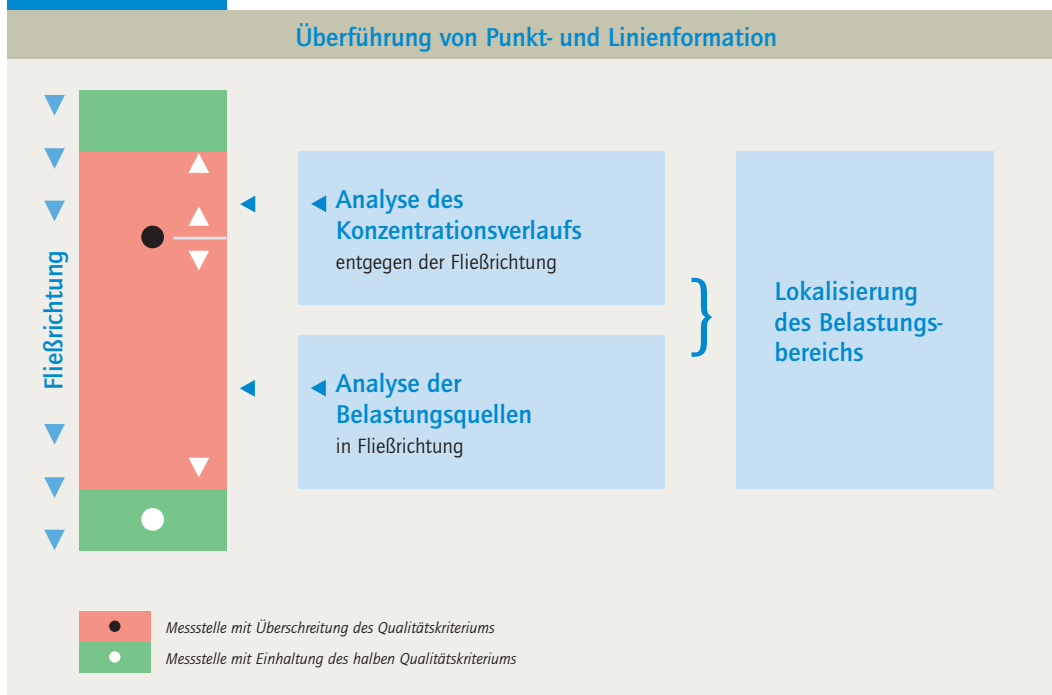 Überführung von Punkt- und Linienformation
Fließrichtung
Analyse des
Konzentrationsverlaufs
entgegen der Fließrichtung
Analyse der
Belastungsquellen
in Fließrichtung
Lokalisierung
des Belastungs-
bereichs
Messstelle mit Überschreitung des Qualitätskriteriums
Messstelle mit Einhaltung des halben Qualitätskriteriums